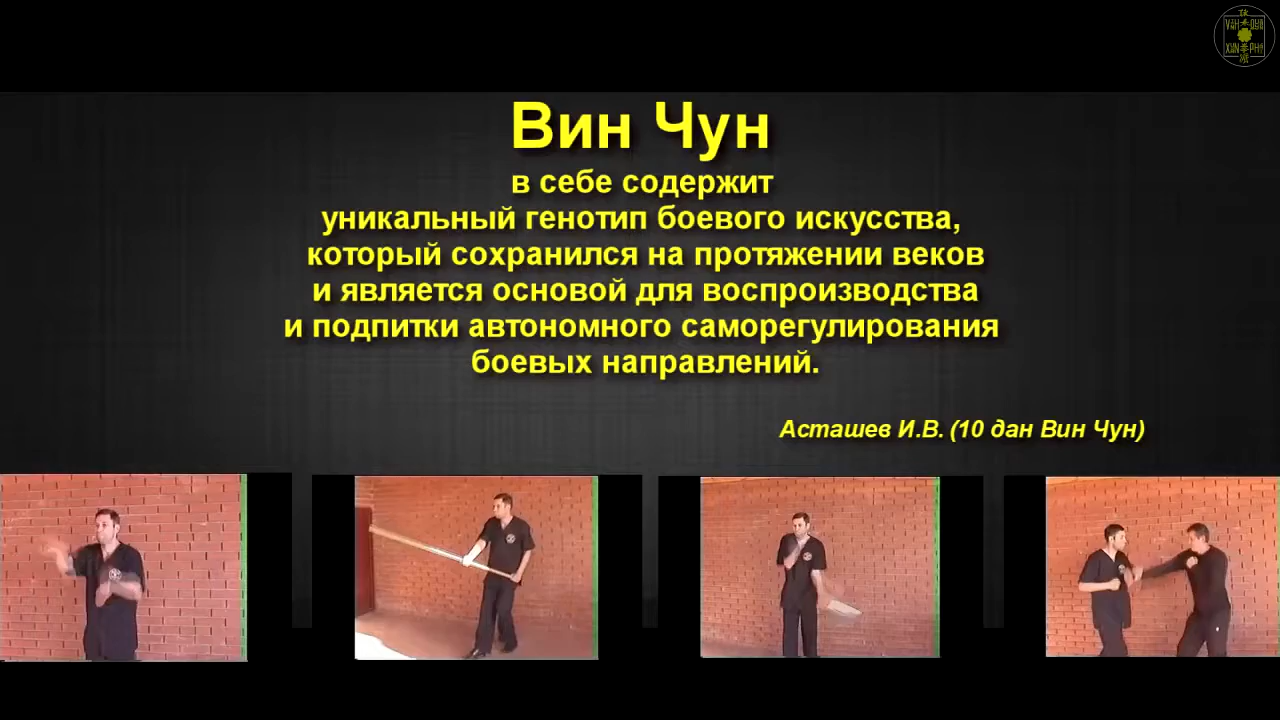 Вин Чун
в себе содержит
уникальный генотип боевого искусства,
который сохранился на протяжении веков
и является основой для воспроизводства
и подпитки автономного саморегулирования
боевых направлений.
Асташев И.В. (10 дан Вин Чун)